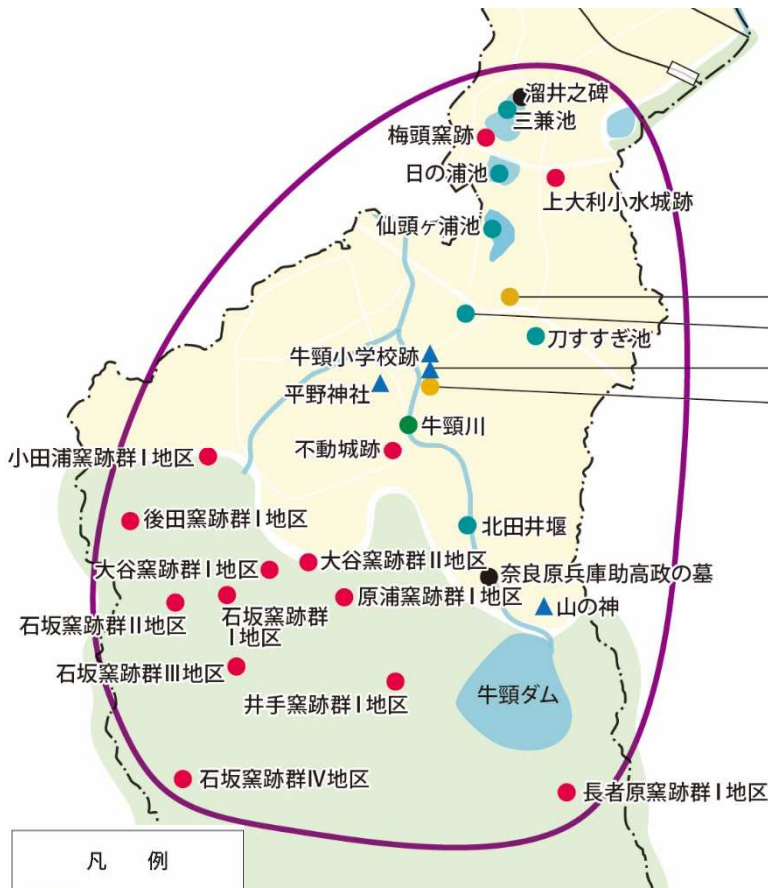 溜井之碑
三兼池
梅頭窯跡
日の浦池
上大利小水城跡
仙頭ヶ浦池
刀すすぎ池
牛頸小学校跡
平野神社
牛頸川
不動城跡
小田浦窯跡群Ⅰ地区
後田窯跡群Ⅰ地区
北田井堰
大谷窯跡群Ⅱ地区
大谷窯跡群Ⅰ地区
奈良原兵庫助高政の墓
原浦窯跡群Ⅰ地区
石坂窯跡群Ⅱ地区
石坂窯跡群
Ⅰ地区
山の神
石坂窯跡群Ⅲ地区
井手窯跡群Ⅰ地区
牛頸ダム
石坂窯跡群Ⅳ地区
長者原窯跡群Ⅰ地区
凡 例